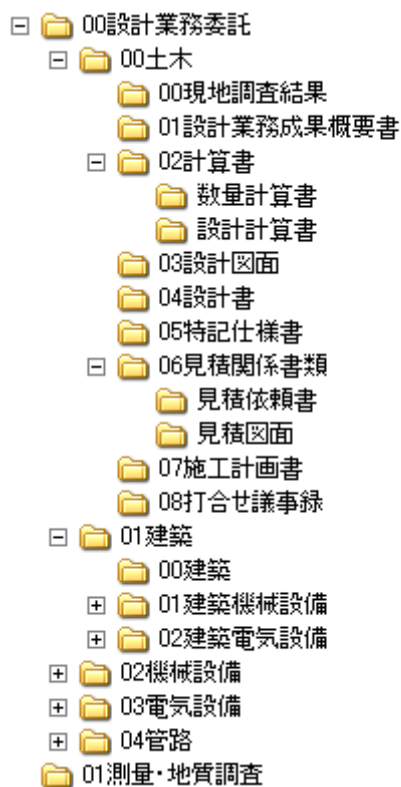 00設計業務委託
00土木
00現地調査結果
01設計業務成果概要書
02計算書
数量計算書
設計計算書
03設計図面
04設計書
05特記仕様書
06見積関係書類
見積依頼書
見積図面
07施工計画書
08打合せ議事録
01建築
00建築
01建築機械設備
02建築電気設備
02機械設備
03電気設備
04管路
01測量・地質調査